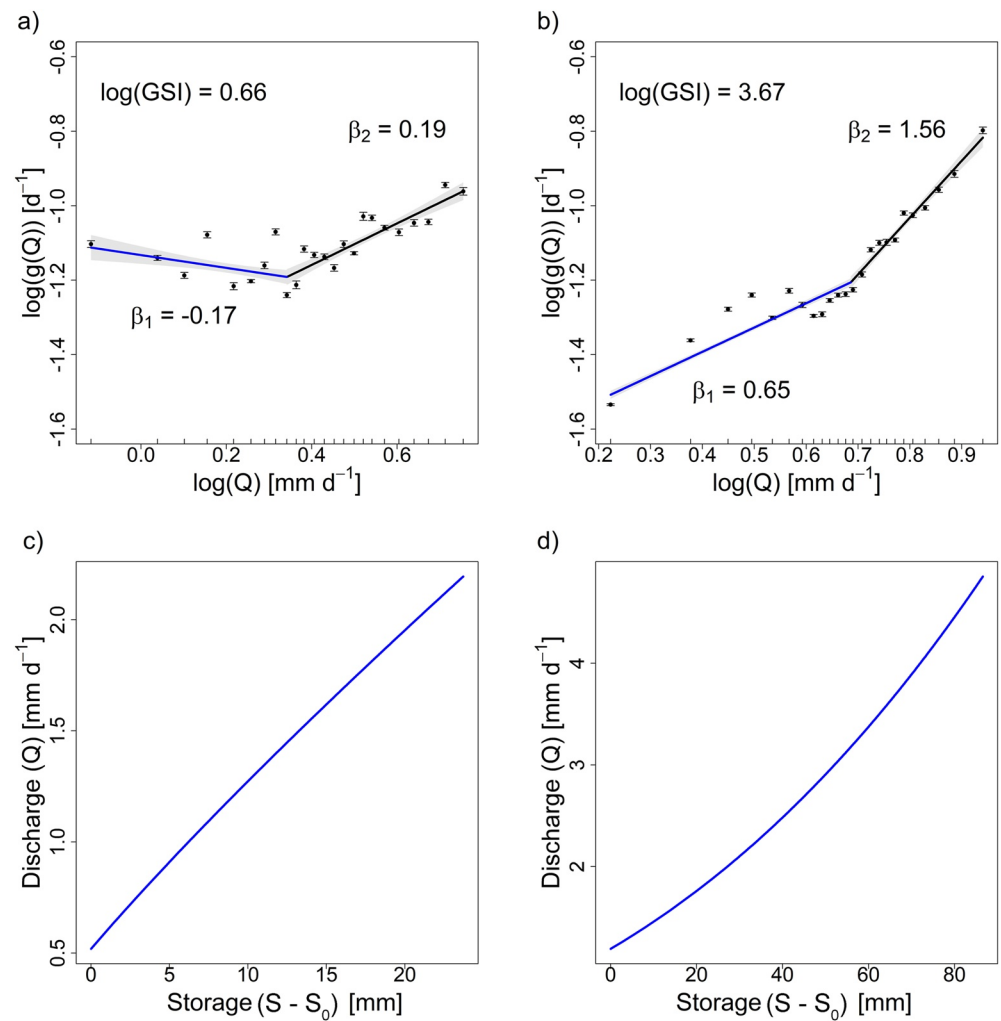 a)
log(GSI) = 0.66
β₂ = 0.19
β₁ = -0.17
-0.6
-0.8
-1.0
-1.2
-1.4
-1.6
log(g(Q)) [d⁻¹]
0.0 0.2 0.4 0.6
log(Q) [mm d⁻¹]
b)
log(GSI) = 3.67
β₂ = 1.56
β₁ = 0.65
-0.6
-0.8
-1.0
-1.2
-1.4
-1.6
log(g(Q)) [d⁻¹]
0.2 0.3 0.4 0.5 0.6 0.7 0.8 0.9
log(Q) [mm d⁻¹]
c)
2.0
1.5
1.0
0.5
Discharge (Q) [mm d⁻¹]
0 5 10 15 20
Storage (S - S₀) [mm]
d)
4
3
2
Discharge (Q) [mm d⁻¹]
0 20 40 60 80
Storage (S - S₀) [mm]